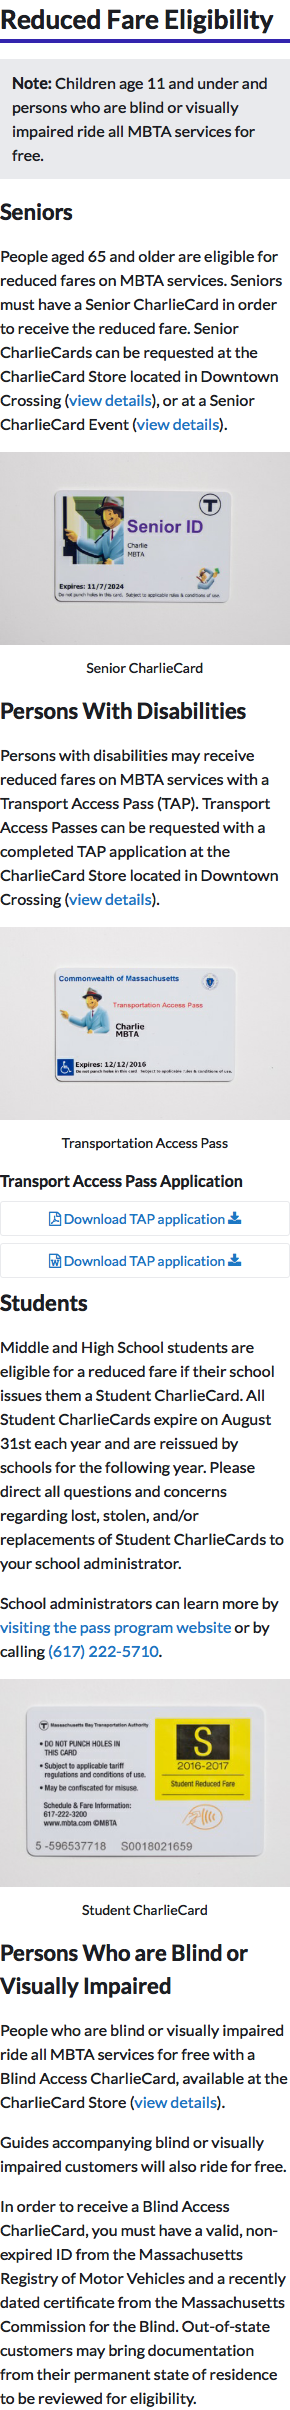 Reduced Fare Eligibility
Note: Children age 11 and under and
persons who are blind or visually
impaired ride all MBTA services for
free.
Seniors
People aged 65 and older are eligible for
reduced fares on MBTA services. Seniors
must have a Senior CharlieCard in order
to receive the reduced fare. Senior
CharlieCards can be requested at the
CharlieCard Store located in Downtown
Crossing (view details), or at a Senior
CharlieCard Event (view details).
T
Senior ID
Charlie
MBTA
Expires: 11/7/2024
Do not punch holes in this card. Subject to applicable rules & conditions of use.
Senior CharlieCard
Persons With Disabilities
Persons with disabilities may receive
reduced fares on MBTA services with a
Transport Access Pass (TAP). Transport
Access Passes can be requested with a
completed TAP application at the
CharlieCard Store located in Downtown
Crossing (view details).
Commonwealth of Massachusetts
Transportation Access Pass
Charlie
MBTA
Expires: 12/12/2016
Do not punch holes in this card. Subject to applicable rules & conditions of use.
Transportation Access Pass
Transport Access Pass Application
Download TAP application
Download TAP application
Students
Middle and High School students are
eligible for a reduced fare if their school
issues them a Student CharlieCard. All
Student CharlieCards expire on August
31st each year and are reissued by
schools for the following year. Please
direct all questions and concerns
regarding lost, stolen, and/or
replacements of Student CharlieCards to
your school administrator.
School administrators can learn more by
visiting the pass program website or by
calling (617) 222-5710.
T Massachusetts Bay Transportation Authority
• DO NOT PUNCH HOLES IN
THIS CARD
• Subject to applicable tariff
regulations and conditions of use.
• May be confiscated for misuse.
Schedule & Fare Information:
617-222-3200
www.mbta.com ©MBTA
5 -596537718 S0018021659
S
2016-2017
Student Reduced Fare
Student CharlieCard
Persons Who are Blind or
Visually Impaired
People who are blind or visually impaired
ride all MBTA services for free with a
Blind Access CharlieCard, available at the
CharlieCard Store (view details).
Guides accompanying blind or visually
impaired customers will also ride for free.
In order to receive a Blind Access
CharlieCard, you must have a valid, non-
expired ID from the Massachusetts
Registry of Motor Vehicles and a recently
dated certificate from the Massachusetts
Commission for the Blind. Out-of-state
customers may bring documentation
from their permanent state of residence
to be reviewed for eligibility.